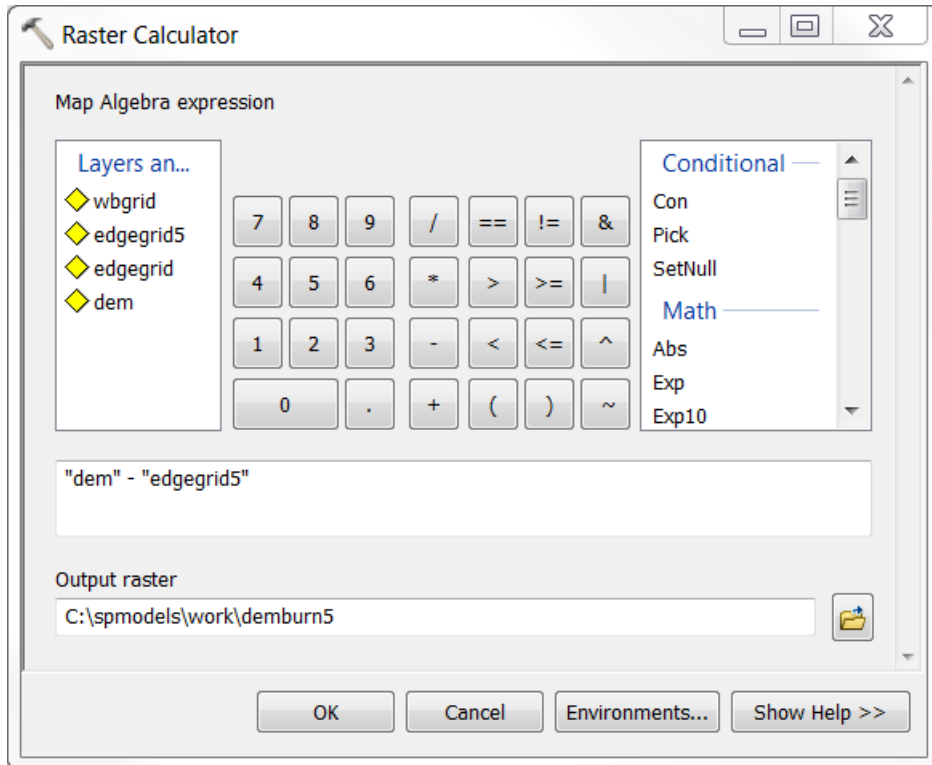 Raster Calculator
Map Algebra expression
Layers an...
wbgrid
edgegrid5
edgegrid
dem
7 8 9 / == != &
4 5 6 * > >= |
1 2 3 - < <= ^
0 . + ( ) ~
Conditional
Con
Pick
SetNull
Math
Abs
Exp
Exp10
"dem" - "edgegrid5"
Output raster
C:\spmodels\work\demburn5
OK Cancel Environments... Show Help >>